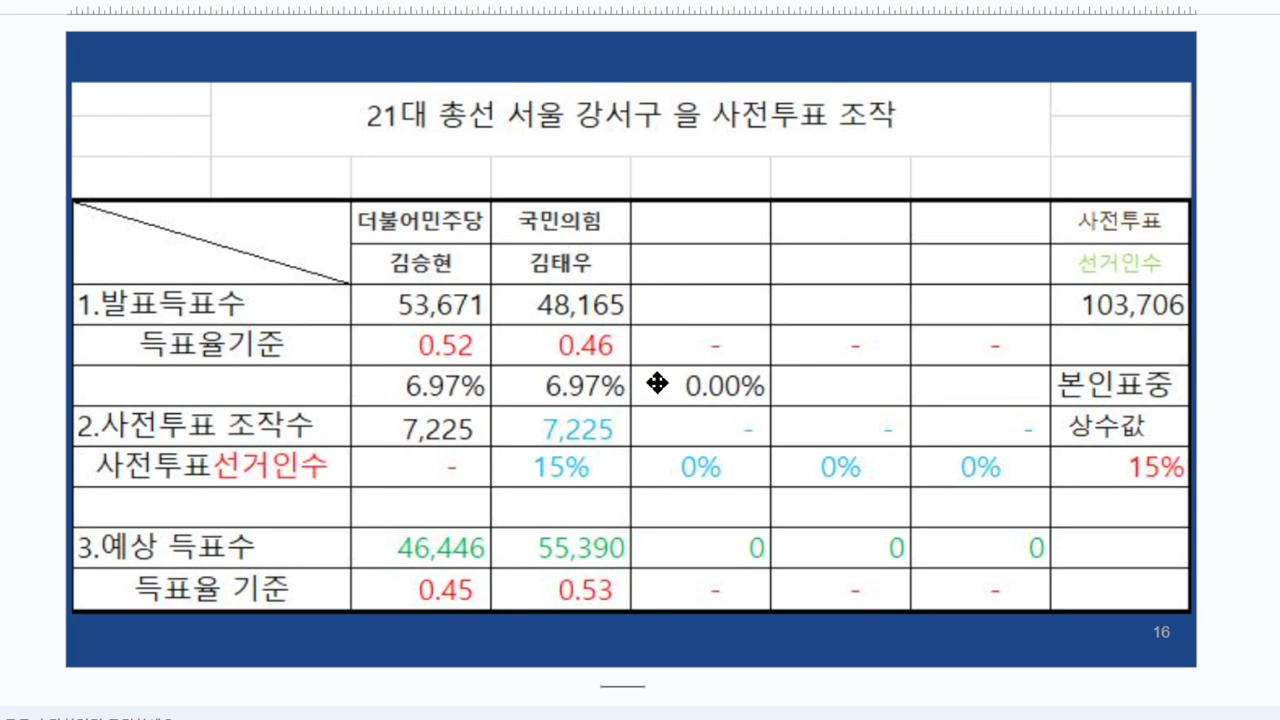 21대 총선 서울 강서구 을 사전투표 조작
더불어민주당 국민의힘 사전투표
김승현 김태우 선거인수
1.발표득표수 53,671 48,165 103,706
득표율기준 0.52 0.46 - - -
6.97% 6.97% 0.00% 본인표중
2.사전투표 조작수 7,225 7,225 - - - 상수값
사전투표선거인수 - 15% 0% 0% 0% 15%
3.예상 득표수 46,446 55,390 0 0 0
득표율 기준 0.45 0.53 - - -
16